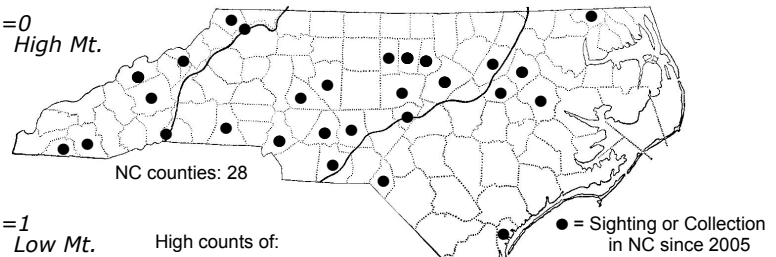 =0
High Mt.
NC counties: 28
=1
Low Mt.
High counts of:
● = Sighting or Collection
in NC since 2005